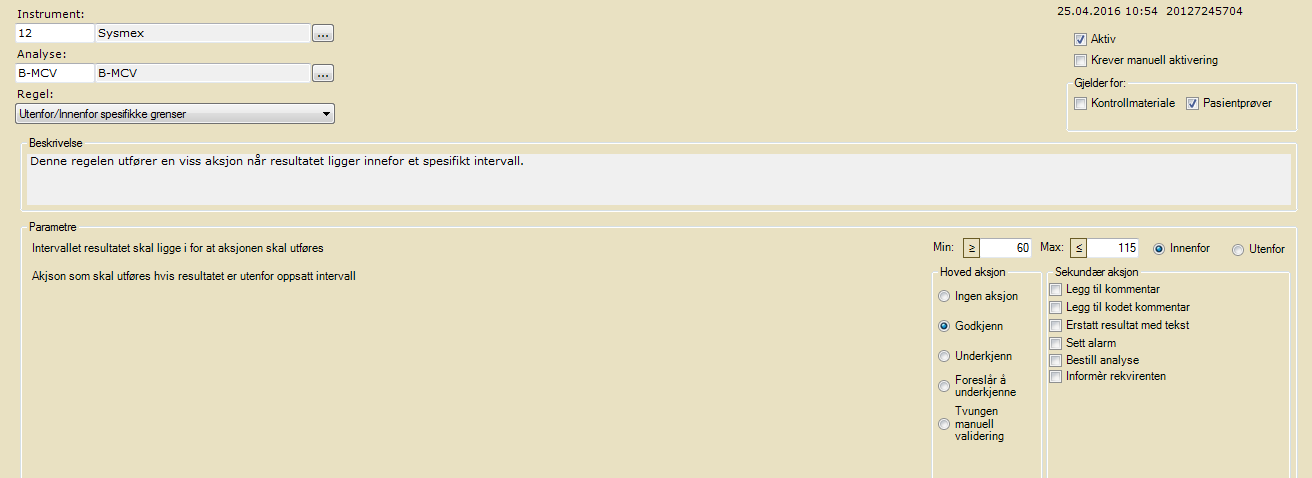 Instrument:
25.04.2016 10:54 20127245704
12 Sysmex ...
Aktiv
Analyse:
Krever manuell aktivering
B-MCV B-MCV ...
Gjelder for:
Regel:
Kontrollmateriale Pasientprøver
Utenfor/Innenfor spesifikke grenser
Beskrivelse
Denne regelen utfører en viss aksjon når resultatet ligger innefor et spesifikt intervall.
Parametre
Intervallet resultatet skal ligge i for at aksjonen skal utføres
Min: ≥ 60 Max: ≤ 115 Innenfor Utenfor
Akjson som skal utføres hvis resultatet er utenfor oppsatt intervall
Hoved aksjon
Ingen aksjon
Godkjenn
Underkjenn
Foreslår å
underkjenne
Tvungen
manuell
validering
Sekundær aksjon
Legg til kommentar
Legg til kodet kommentar
Erstatt resultat med tekst
Sett alarm
Bestill analyse
Informèr rekvirenten